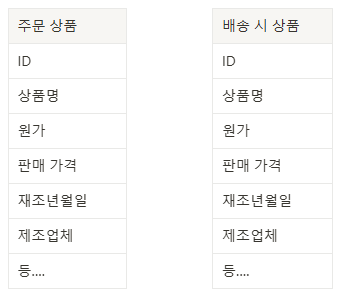 주문 상품
ID
상품명
원가
판매 가격
재조년월일
제조업체
등....
배송 시 상품
ID
상품명
원가
판매 가격
재조년월일
제조업체
등....